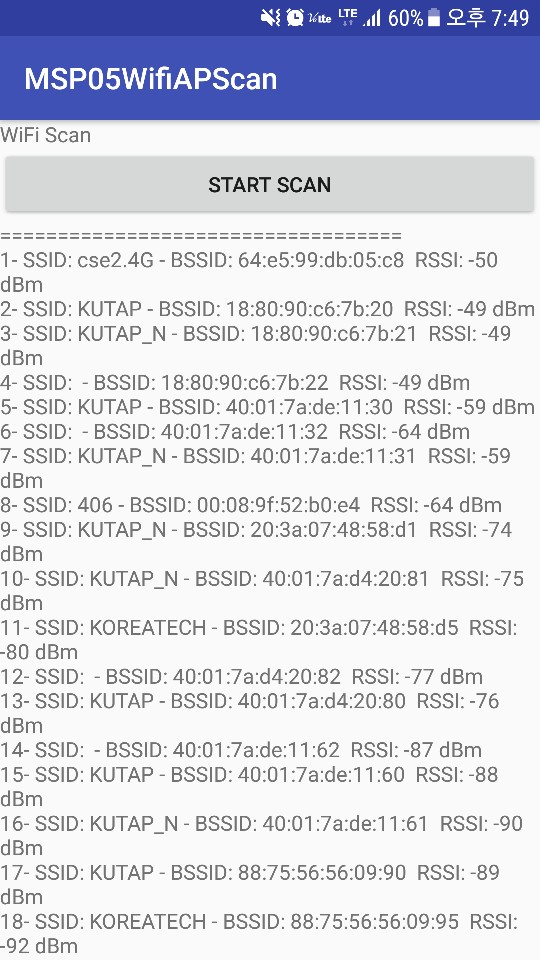 LTE 60% 오후 7:49
MSP05WifiAPScan
WiFi Scan
START SCAN
==================================
1- SSID: cse2.4G - BSSID: 64:e5:99:db:05:c8  RSSI: -50
dBm
2- SSID: KUTAP - BSSID: 18:80:90:c6:7b:20  RSSI: -49 dBm
3- SSID: KUTAP_N - BSSID: 18:80:90:c6:7b:21  RSSI: -49
dBm
4- SSID:  - BSSID: 18:80:90:c6:7b:22  RSSI: -49 dBm
5- SSID: KUTAP - BSSID: 40:01:7a:de:11:30  RSSI: -59 dBm
6- SSID:  - BSSID: 40:01:7a:de:11:32  RSSI: -64 dBm
7- SSID: KUTAP_N - BSSID: 40:01:7a:de:11:31  RSSI: -59
dBm
8- SSID: 406 - BSSID: 00:08:9f:52:b0:e4  RSSI: -64 dBm
9- SSID: KUTAP_N - BSSID: 20:3a:07:48:58:d1  RSSI: -74
dBm
10- SSID: KUTAP_N - BSSID: 40:01:7a:d4:20:81  RSSI: -75
dBm
11- SSID: KOREATECH - BSSID: 20:3a:07:48:58:d5  RSSI:
-80 dBm
12- SSID:  - BSSID: 40:01:7a:d4:20:82  RSSI: -77 dBm
13- SSID: KUTAP - BSSID: 40:01:7a:d4:20:80  RSSI: -76
dBm
14- SSID:  - BSSID: 40:01:7a:de:11:62  RSSI: -87 dBm
15- SSID: KUTAP - BSSID: 40:01:7a:de:11:60  RSSI: -88
dBm
16- SSID: KUTAP_N - BSSID: 40:01:7a:de:11:61  RSSI: -90
dBm
17- SSID: KUTAP - BSSID: 88:75:56:56:09:90  RSSI: -89
dBm
18- SSID: KOREATECH - BSSID: 88:75:56:56:09:95  RSSI:
-92 dBm